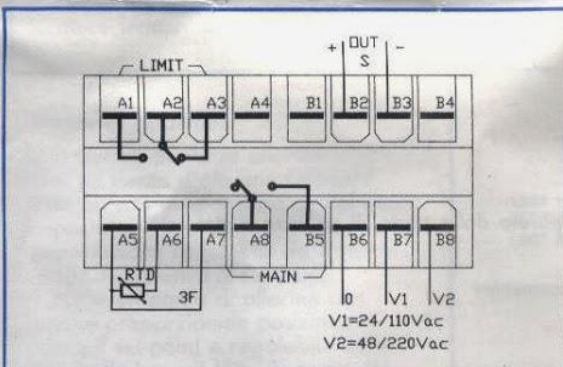 + OUT -
S
LIMIT
A1 A2 A3 A4 B1 B2 B3 B4
A5 A6 A7 A8 B5 B6 B7 B8
RTD
3F
MAIN
0 V1 V2
V1=24/110Vac
V2=48/220Vac